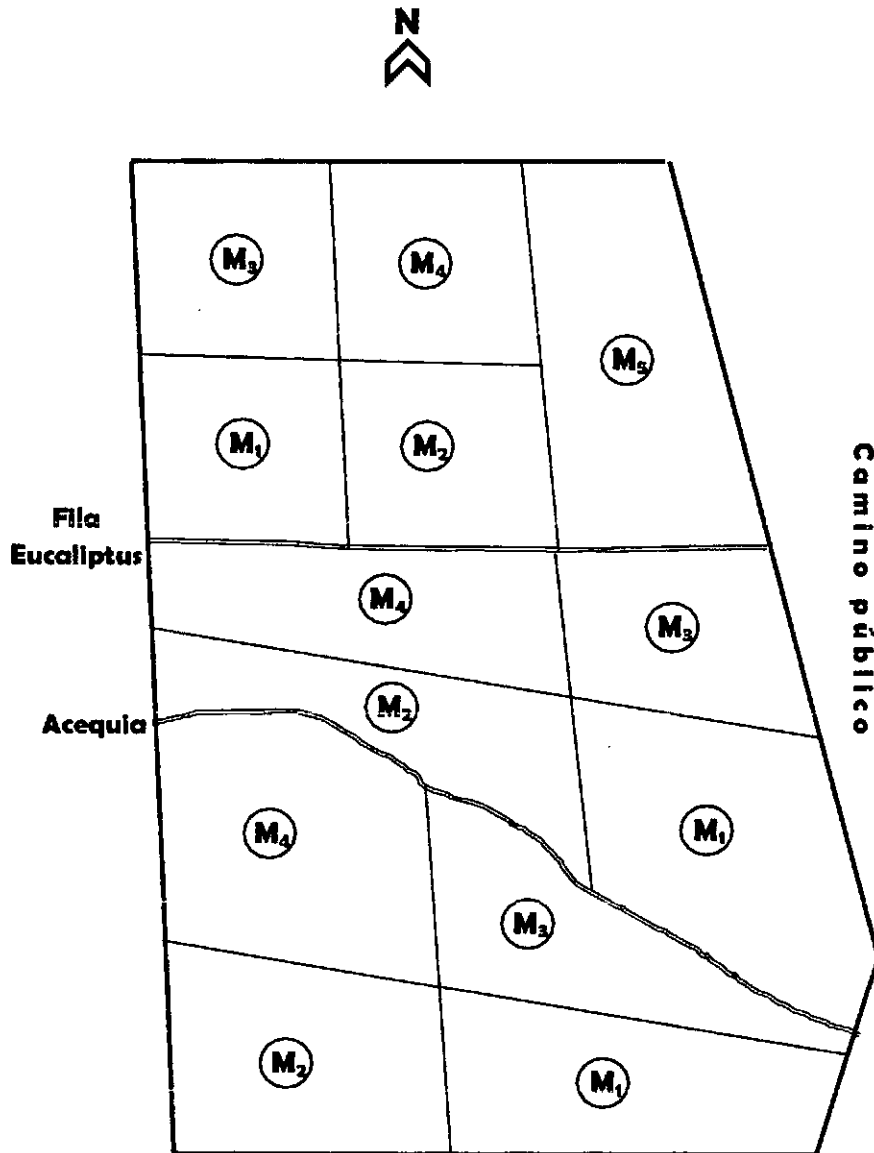 N
M₃
M₄
M₅
M₁
M₂
Fila
Eucaliptus
M₄
M₃
Camino público
M₂
Acequia
M₄
M₁
M₃
M₂
M₁